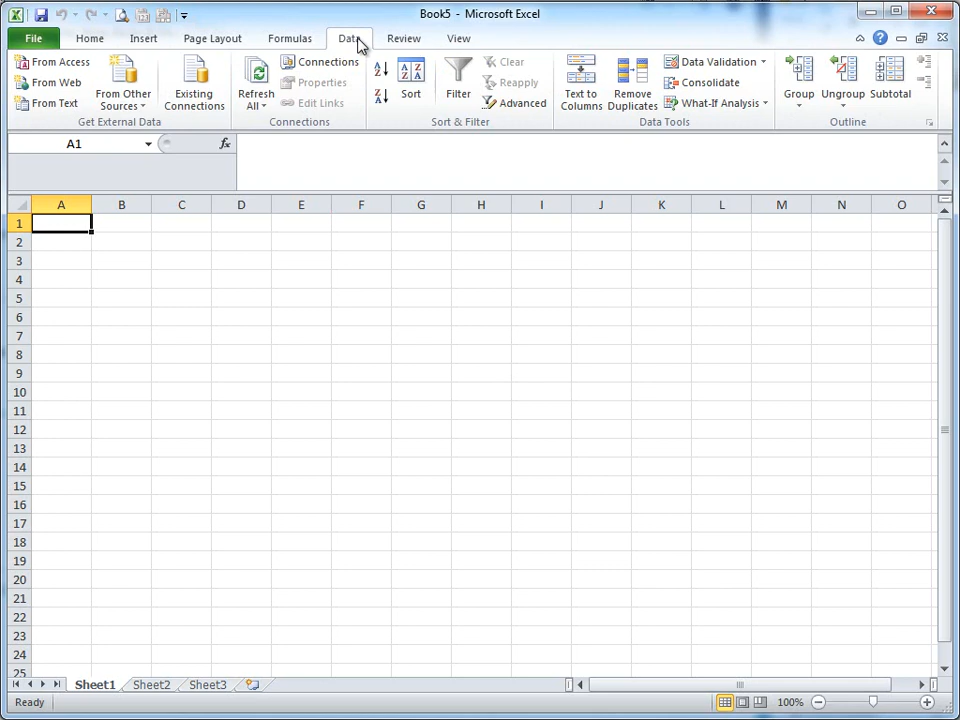 Book5 - Microsoft Excel
File Home Insert Page Layout Formulas Data Review View
From Access
From Web
From Text
From Other Sources
Existing Connections
Get External Data
Refresh All
Connections
Properties
Edit Links
Connections
Sort
Filter
Clear
Reapply
Advanced
Sort & Filter
Text to Columns
Remove Duplicates
Data Validation
Consolidate
What-If Analysis
Data Tools
Group
Ungroup
Subtotal
Outline
A1 fx
A B C D E F G H I J K L M N O
1
2
3
4
5
6
7
8
9
10
11
12
13
14
15
16
17
18
19
20
21
22
23
24
25
Sheet1 Sheet2 Sheet3
Ready 100%